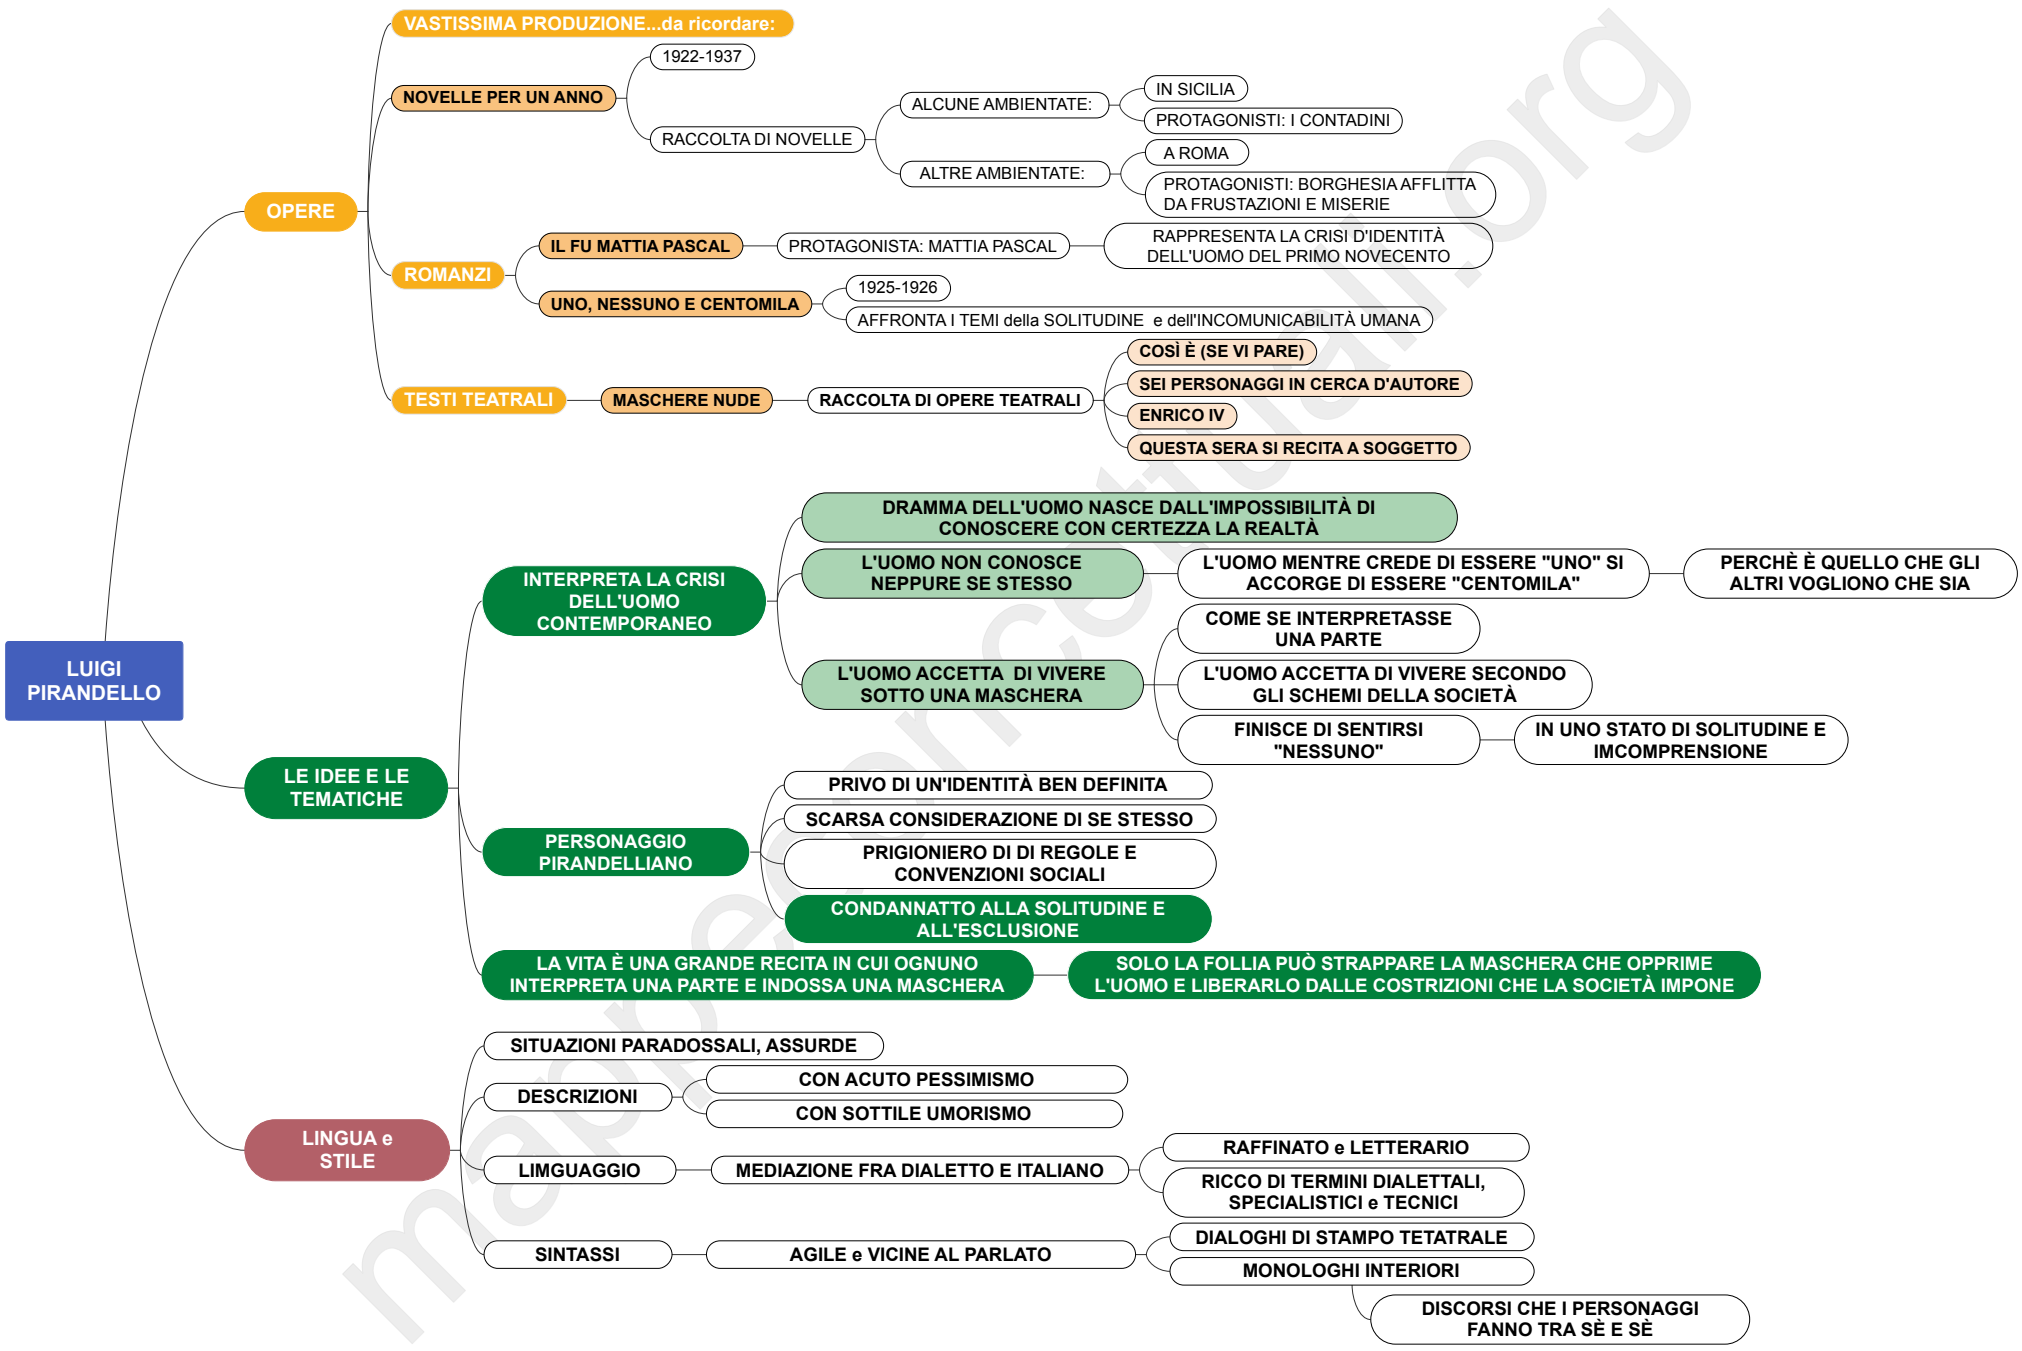 VASTISSIMA PRODUZIONE...da ricordare:
1922-1937
NOVELLE PER UN ANNO
RACCOLTA DI NOVELLE
ALCUNE AMBIENTATE:
IN SICILIA
PROTAGONISTI: I CONTADINI
ALTRE AMBIENTATE:
A ROMA
PROTAGONISTI: BORGHESIA AFFLITTA
DA FRUSTAZIONI E MISERIE
OPERE
ROMANZI
IL FU MATTIA PASCAL
PROTAGONISTA: MATTIA PASCAL
RAPPRESENTA LA CRISI D'IDENTITÀ
DELL'UOMO DEL PRIMO NOVECENTO
UNO, NESSUNO E CENTOMILA
1925-1926
AFFRONTA I TEMI della SOLITUDINE e dell'INCOMUNICABILITÀ UMANA
TESTI TEATRALI
MASCHERE NUDE
RACCOLTA DI OPERE TEATRALI
COSÌ È (SE VI PARE)
SEI PERSONAGGI IN CERCA D'AUTORE
ENRICO IV
QUESTA SERA SI RECITA A SOGGETTO
LUIGI
PIRANDELLO
LE IDEE E LE
TEMATICHE
INTERPRETA LA CRISI
DELL'UOMO
CONTEMPORANEO
DRAMMA DELL'UOMO NASCE DALL'IMPOSSIBILITÀ DI
CONOSCERE CON CERTEZZA LA REALTÀ
L'UOMO NON CONOSCE
NEPPURE SE STESSO
L'UOMO MENTRE CREDE DI ESSERE "UNO" SI
ACCORGE DI ESSERE "CENTOMILA"
PERCHÈ È QUELLO CHE GLI
ALTRI VOGLIONO CHE SIA
L'UOMO ACCETTA DI VIVERE
SOTTO UNA MASCHERA
COME SE INTERPRETASSE
UNA PARTE
L'UOMO ACCETTA DI VIVERE SECONDO
GLI SCHEMI DELLA SOCIETÀ
FINISCE DI SENTIRSI
"NESSUNO"
IN UNO STATO DI SOLITUDINE E
IMCOMPRENSIONE
PERSONAGGIO
PIRANDELLIANO
PRIVO DI UN'IDENTITÀ BEN DEFINITA
SCARSA CONSIDERAZIONE DI SE STESSO
PRIGIONIERO DI DI REGOLE E
CONVENZIONI SOCIALI
CONDANNATTO ALLA SOLITUDINE E
ALL'ESCLUSIONE
LA VITA È UNA GRANDE RECITA IN CUI OGNUNO
INTERPRETA UNA PARTE E INDOSSA UNA MASCHERA
SOLO LA FOLLIA PUÒ STRAPPARE LA MASCHERA CHE OPPRIME
L'UOMO E LIBERARLO DALLE COSTRIZIONI CHE LA SOCIETÀ IMPONE
LINGUA e
STILE
SITUAZIONI PARADOSSALI, ASSURDE
DESCRIZIONI
CON ACUTO PESSIMISMO
CON SOTTILE UMORISMO
LIMGUAGGIO
MEDIAZIONE FRA DIALETTO E ITALIANO
RAFFINATO e LETTERARIO
RICCO DI TERMINI DIALETTALI,
SPECIALISTICI e TECNICI
SINTASSI
AGILE e VICINE AL PARLATO
DIALOGHI DI STAMPO TETATRALE
MONOLOGHI INTERIORI
DISCORSI CHE I PERSONAGGI
FANNO TRA SÈ E SÈ
mappeconcettuali.org